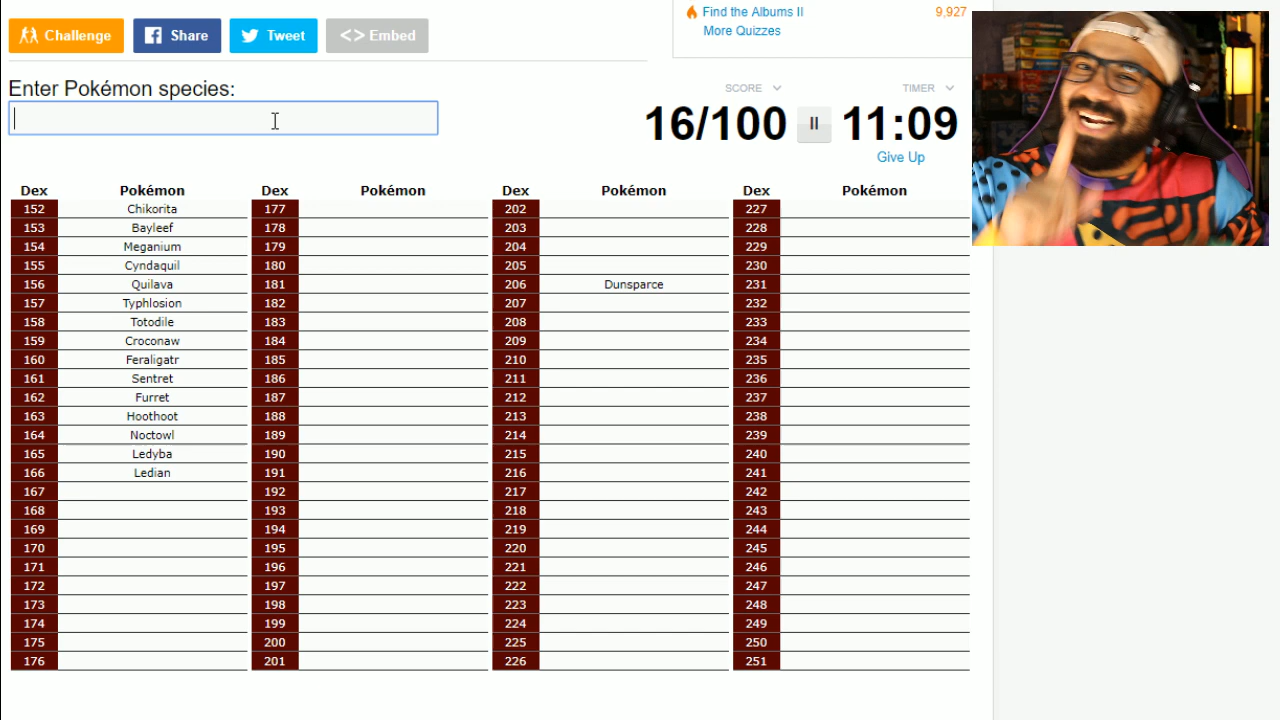 Challenge Share Tweet <> Embed
Find the Albums II 9,927
More Quizzes
Enter Pokémon species:
SCORE TIMER
16/100 11:09
Give Up
Dex Pokémon Dex Pokémon Dex Pokémon Dex Pokémon
152 Chikorita 177 202 227
153 Bayleef 178 203 228
154 Meganium 179 204 229
155 Cyndaquil 180 205 230
156 Quilava 181 206 Dunsparce 231
157 Typhlosion 182 207 232
158 Totodile 183 208 233
159 Croconaw 184 209 234
160 Feraligatr 185 210 235
161 Sentret 186 211 236
162 Furret 187 212 237
163 Hoothoot 188 213 238
164 Noctowl 189 214 239
165 Ledyba 190 215 240
166 Ledian 191 216 241
167 192 217 242
168 193 218 243
169 194 219 244
170 195 220 245
171 196 221 246
172 197 222 247
173 198 223 248
174 199 224 249
175 200 225 250
176 201 226 251